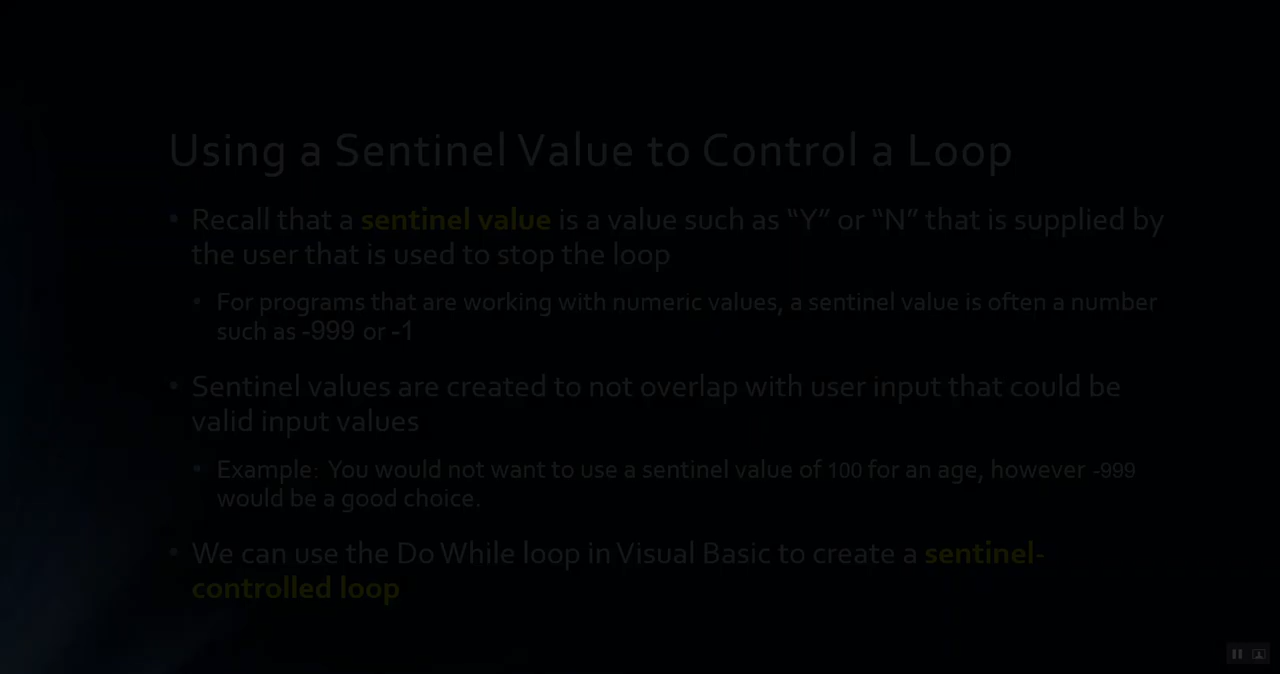 Using a Sentinel Value to Control a Loop
• Recall that a sentinel value is a value such as “Y” or “N” that is supplied by
the user that is used to stop the loop
• For programs that are working with numeric values, a sentinel value is often a number
such as -999 or -1
• Sentinel values are created to not overlap with user input that could be
valid input values
• Example: You would not want to use a sentinel value of 100 for an age, however -999
would be a good choice.
• We can use the Do While loop in Visual Basic to create a sentinel-
controlled loop